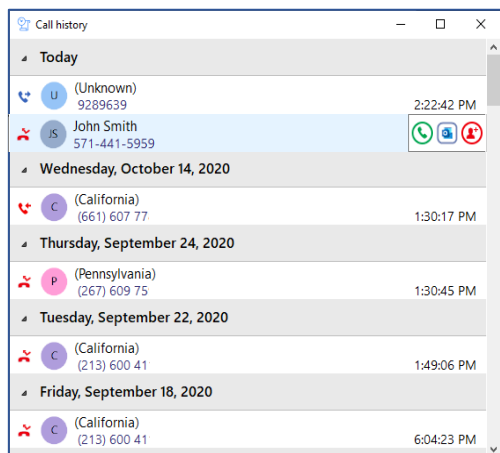 Call history
Today
U
(Unknown)
9289639
2:22:42 PM
JS
John Smith
571-441-5959
Wednesday, October 14, 2020
C
(California)
(661) 607 77
1:30:17 PM
Thursday, September 24, 2020
P
(Pennsylvania)
(267) 609 75
1:30:45 PM
Tuesday, September 22, 2020
C
(California)
(213) 600 41
1:49:06 PM
Friday, September 18, 2020
C
(California)
(213) 600 41
6:04:23 PM